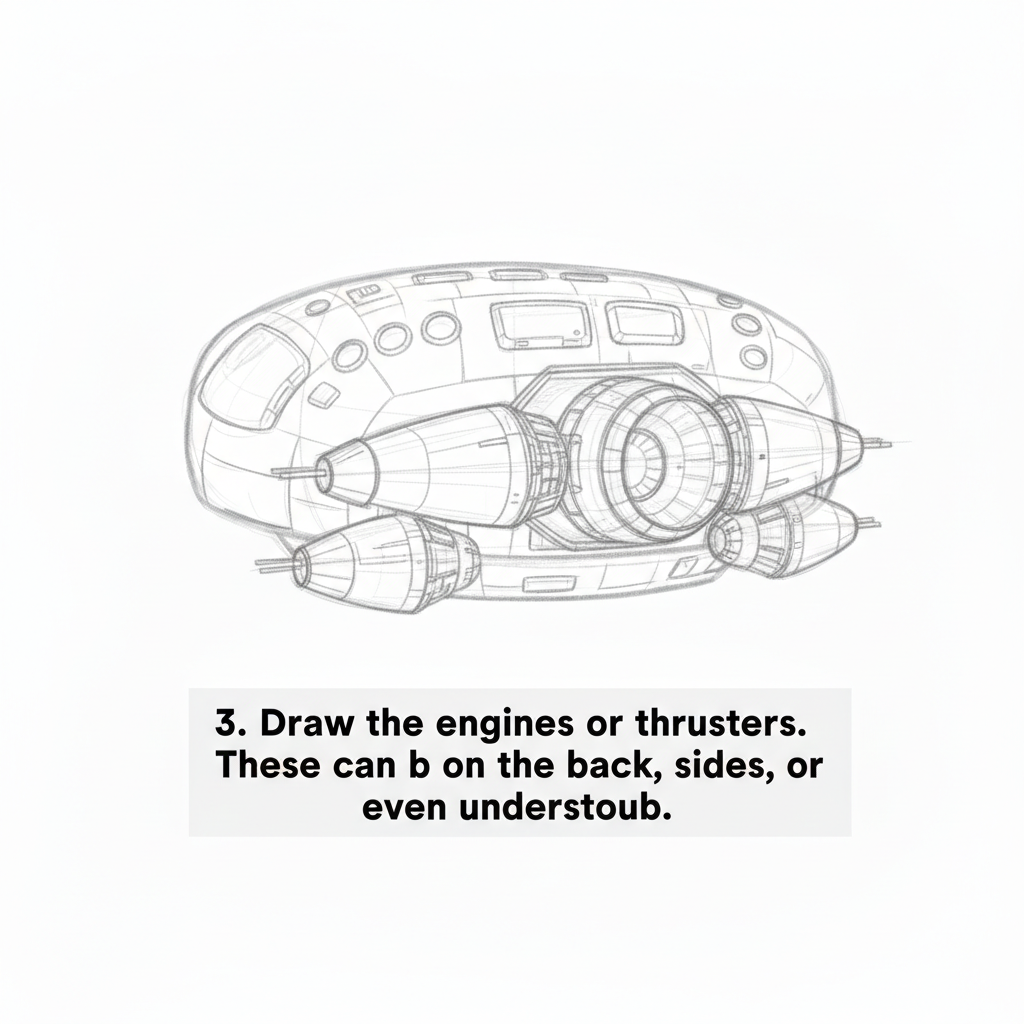 3. Draw the engines or thrusters.
These can b on the back, sides, or
even understoub.